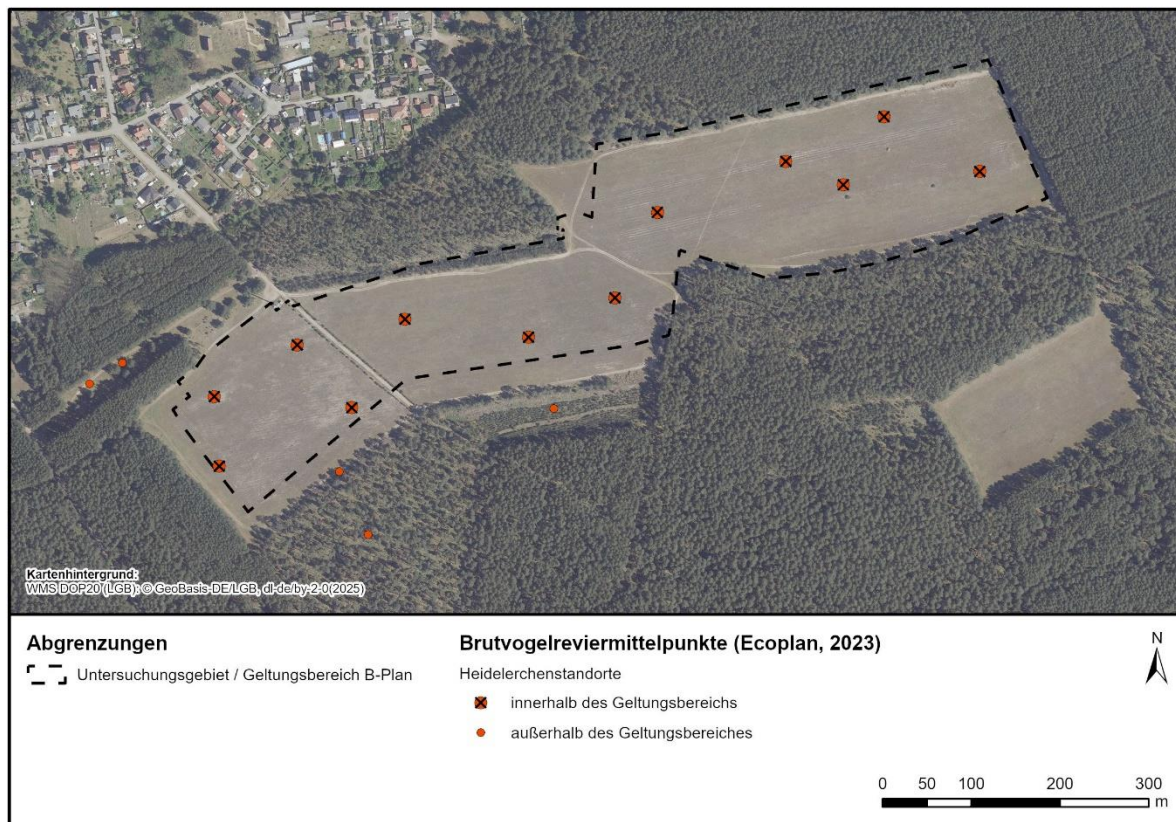 Kartenhintergrund:
WMS DOP20 (LGB): © GeoBasis-DE/LGB, dl-de/by-2-0(2025)
Abgrenzungen
Untersuchungsgebiet / Geltungsbereich B-Plan
Brutvogelreviermittelpunkte (Ecoplan, 2023)
Heidelerchenstandorte
innerhalb des Geltungsbereichs
außerhalb des Geltungsbereiches
N
0 50 100 200 300
m